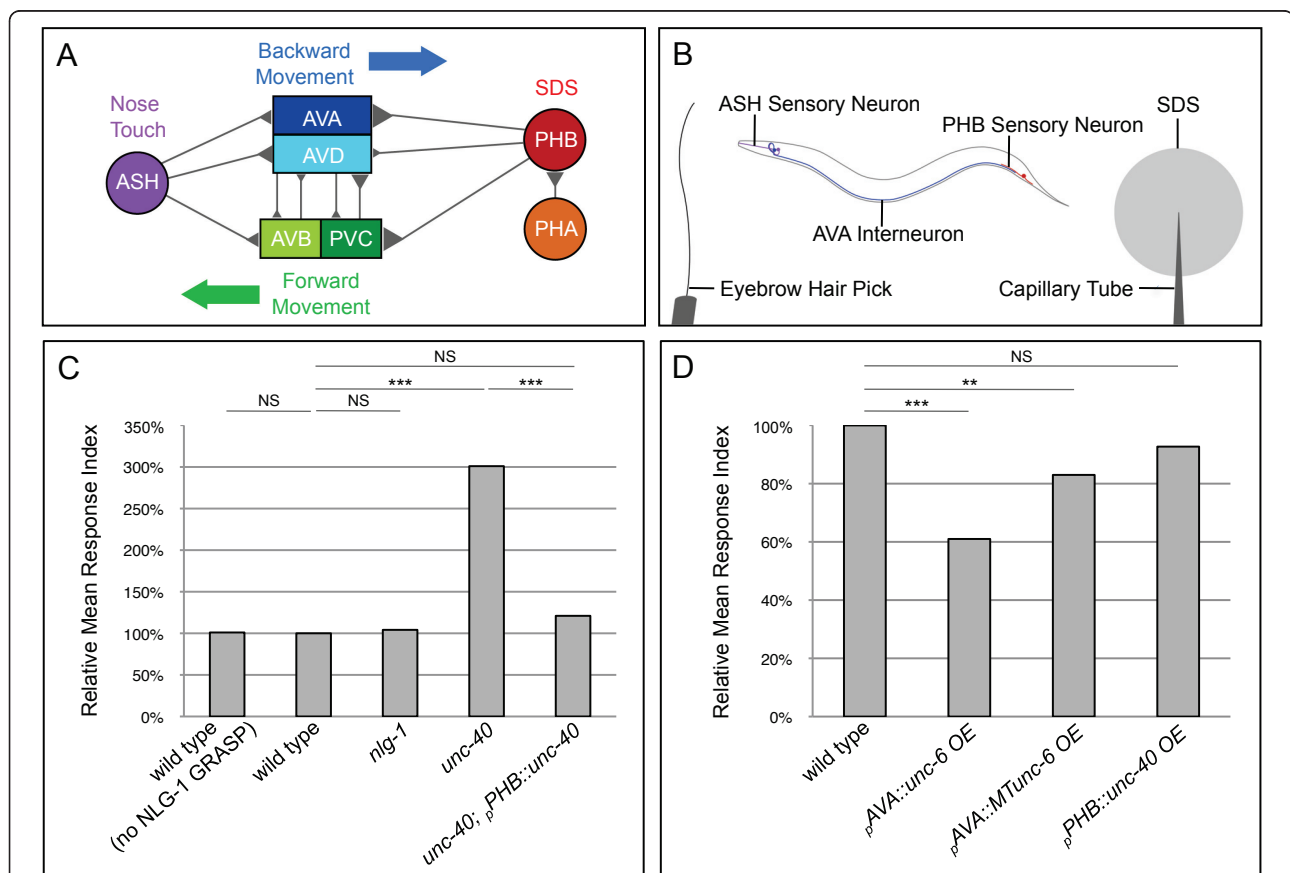 A
Backward
Movement
Nose
Touch
SDS
AVA
AVD
ASH
PHB
PHA
AVB
PVC
Forward
Movement
B
ASH Sensory Neuron
PHB Sensory Neuron
SDS
AVA Interneuron
Eyebrow Hair Pick
Capillary Tube
C
NS
***
***
NS
NS
Relative Mean Response Index
350%
300%
250%
200%
150%
100%
50%
0%
wild type
(no NLG-1 GRASP)
wild type
nlg-1
unc-40
unc-40; pPHB::unc-40
D
NS
**
***
Relative Mean Response Index
100%
80%
60%
40%
20%
0%
wild type
pAVA::unc-6 OE
pAVA::MTunc-6 OE
pPHB::unc-40 OE